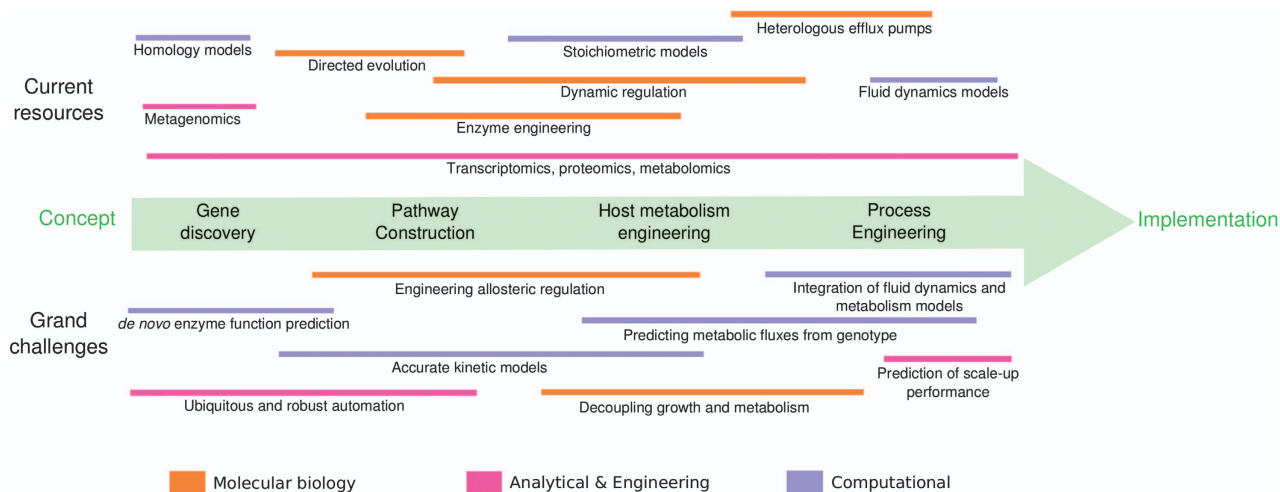 Heterologous efflux pumps
Homology models
Stoichiometric models
Directed evolution
Current
resources
Dynamic regulation
Fluid dynamics models
Metagenomics
Enzyme engineering
Transcriptomics, proteomics, metabolomics
Concept
Gene
discovery
Pathway
Construction
Host metabolism
engineering
Process
Engineering
Implementation
Grand
challenges
Engineering allosteric regulation
Integration of fluid dynamics and
metabolism models
de novo enzyme function prediction
Predicting metabolic fluxes from genotype
Accurate kinetic models
Prediction of scale-up
performance
Ubiquitous and robust automation
Decoupling growth and metabolism
Molecular biology
Analytical & Engineering
Computational